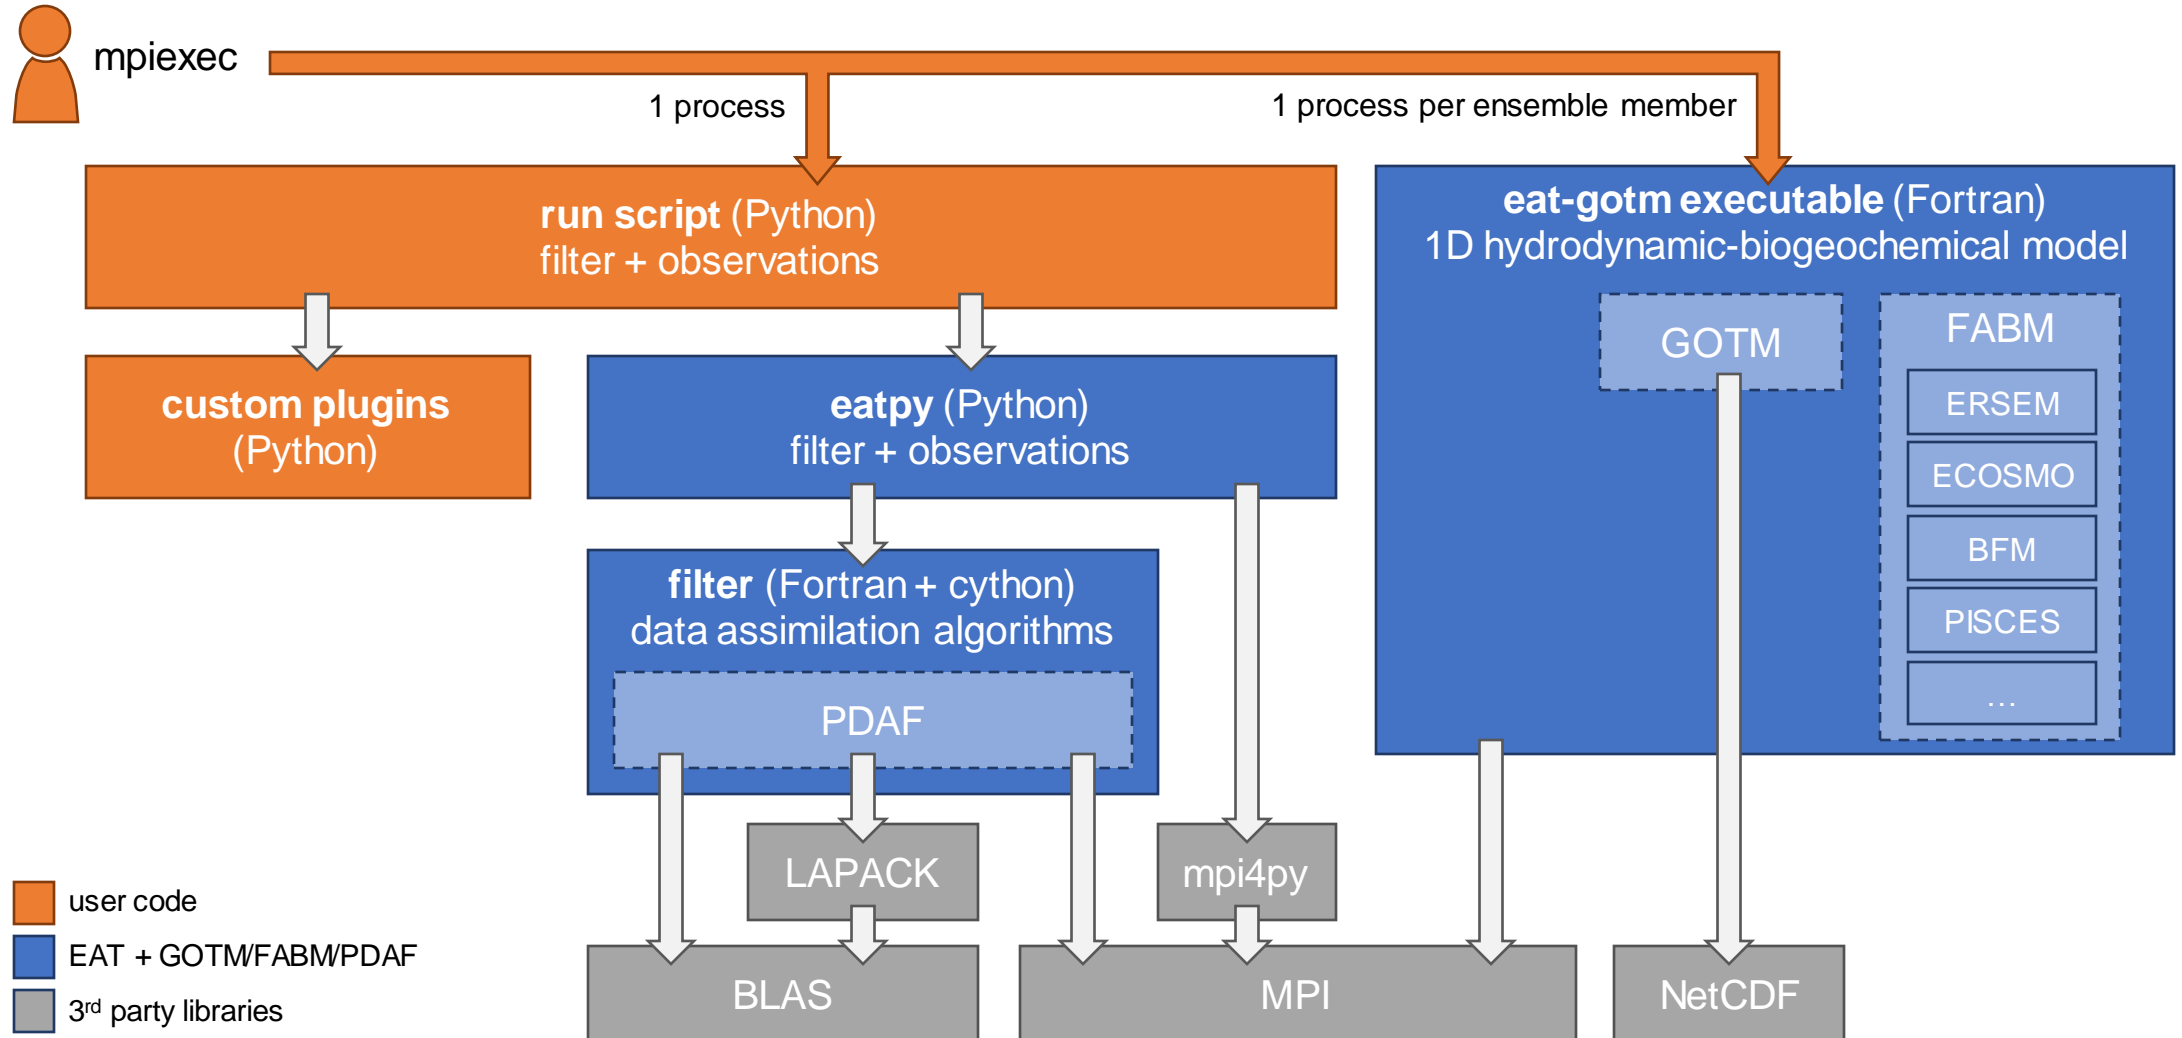 mpiexec
1 process
1 process per ensemble member
run script (Python)
filter + observations
eat-gotm executable (Fortran)
1D hydrodynamic-biogeochemical model
GOTM
FABM
ERSEM
ECOSMO
BFM
PISCES
...
custom plugins
(Python)
eatpy (Python)
filter + observations
filter (Fortran + cython)
data assimilation algorithms
PDAF
LAPACK
mpi4py
BLAS
MPI
NetCDF
user code
EAT + GOTM/FABM/PDAF
3rd party libraries